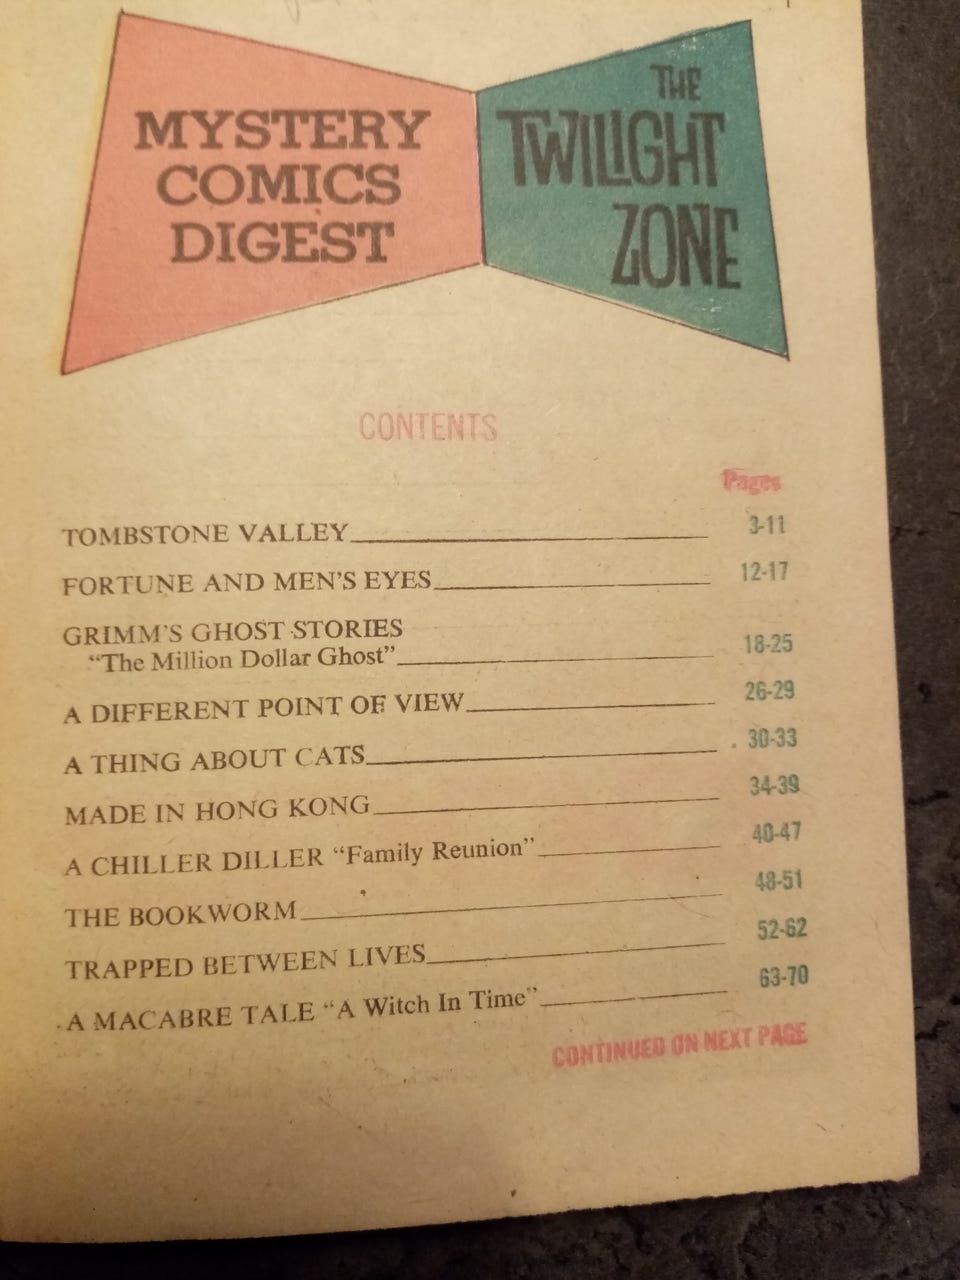 MYSTERY
COMICS
DIGEST
THE
TWILIGHT
ZONE
CONTENTS
Pages
TOMBSTONE VALLEY 3-11
FORTUNE AND MEN'S EYES 12-17
GRIMM'S GHOST STORIES
"The Million Dollar Ghost" 18-25
A DIFFERENT POINT OF VIEW 26-29
A THING ABOUT CATS 30-33
MADE IN HONG KONG 34-39
A CHILLER DILLER "Family Reunion" 40-47
THE BOOKWORM 48-51
TRAPPED BETWEEN LIVES 52-62
A MACABRE TALE "A Witch In Time" 63-70
CONTINUED ON NEXT PAGE